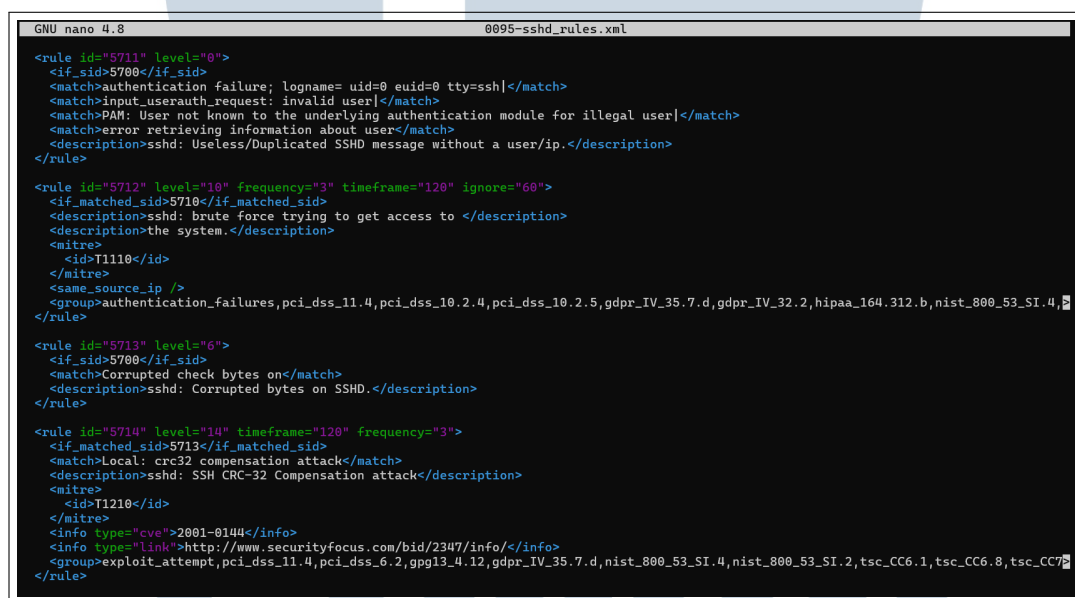 GNU nano 4.8 0095-sshd_rules.xml
<rule id="5711" level="0">
<if_sid>5700</if_sid>
<match>authentication failure; logname= uid=0 euid=0 tty=ssh|</match>
<match>input_userauth_request: invalid user|</match>
<match>PAM: User not known to the underlying authentication module for illegal user|</match>
<match>error retrieving information about user</match>
<description>sshd: Useless/Duplicated SSHD message without a user/ip.</description>
</rule>
<rule id="5712" level="10" frequency="3" timeframe="120" ignore="60">
<if_matched_sid>5710</if_matched_sid>
<description>sshd: brute force trying to get access to </description>
<description>the system.</description>
<mitre>
<id>T1110</id>
</mitre>
<same_source_ip />
<group>authentication_failures,pci_dss_11.4,pci_dss_10.2.4,pci_dss_10.2.5,gdpr_IV_35.7.d,gdpr_IV_32.2,hipaa_164.312.b,nist_800_53_SI.4,>
</rule>
<rule id="5713" level="6">
<if_sid>5700</if_sid>
<match>Corrupted check bytes on</match>
<description>sshd: Corrupted bytes on SSHD.</description>
</rule>
<rule id="5714" level="14" timeframe="120" frequency="3">
<if_matched_sid>5713</if_matched_sid>
<match>Local: crc32 compensation attack</match>
<description>sshd: SSH CRC-32 Compensation attack</description>
<mitre>
<id>T1210</id>
</mitre>
<info type="cve">2001-0144</info>
<info type="link">http://www.securityfocus.com/bid/2347/info/</info>
<group>exploit_attempt,pci_dss_11.4,pci_dss_6.2,gpg13_4.12,gdpr_IV_35.7.d,nist_800_53_SI.4,nist_800_53_SI.2,tsc_CC6.1,tsc_CC6.8,tsc_CC7>
</rule>